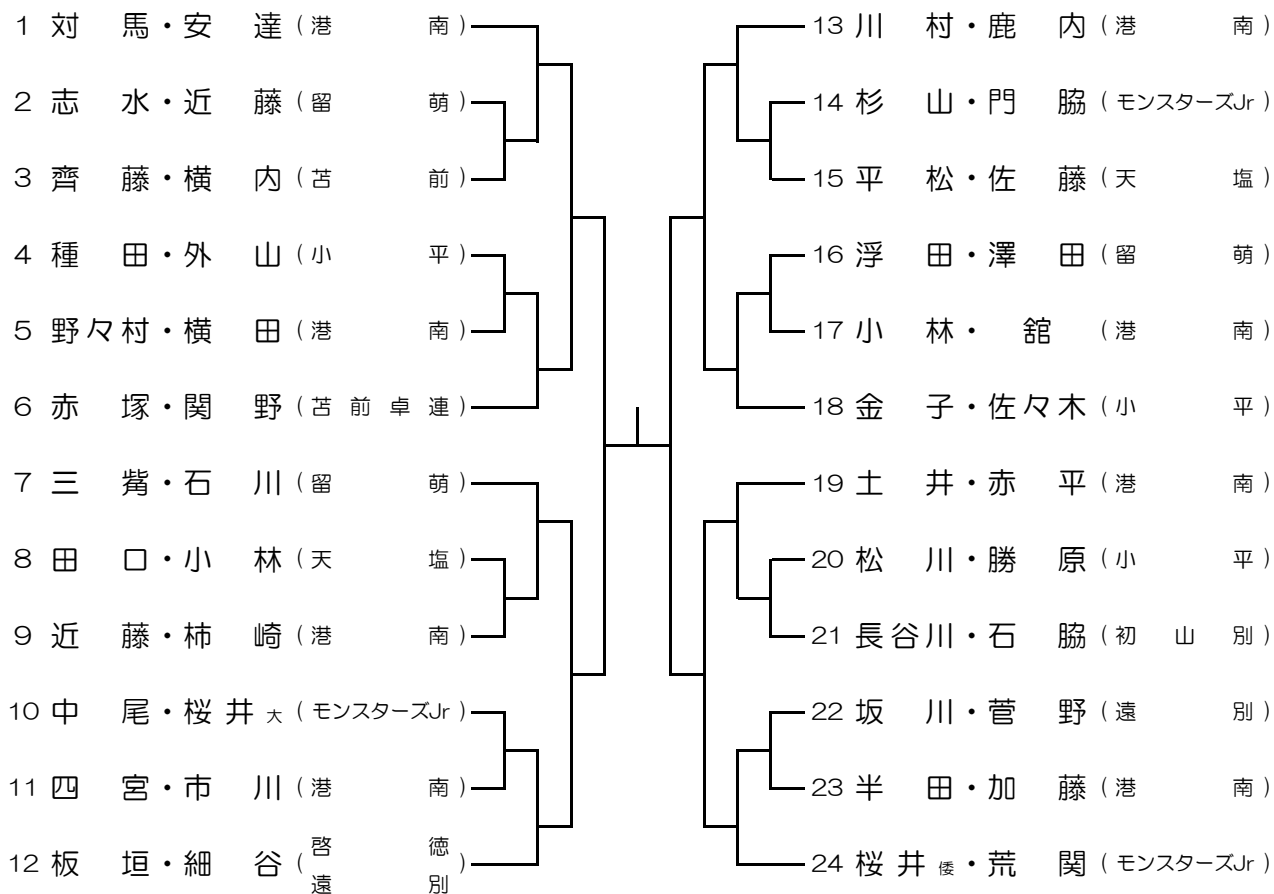 1 対馬・安達(港南)
2 志水・近藤(留萌)
3 齊藤・横内(苫前)
4 種田・外山(小平)
5 野々村・横田(港南)
6 赤塚・関野(苫前卓連)
7 三觜・石川(留萌)
8 田口・小林(天塩)
9 近藤・柿崎(港南)
10 中尾・桜井大(モンスターズJr)
11 四宮・市川(港南)
12 板垣・細谷(啓徳遠別)
13 川村・鹿内(港南)
14 杉山・門脇(モンスターズJr)
15 平松・佐藤(天塩)
16 浮田・澤田(留萌)
17 小林・舘(港南)
18 金子・佐々木(小平)
19 土井・赤平(港南)
20 松川・勝原(小平)
21 長谷川・石脇(初山別)
22 坂川・菅野(遠別)
23 半田・加藤(港南)
24 桜井倭・荒関(モンスターズJr)